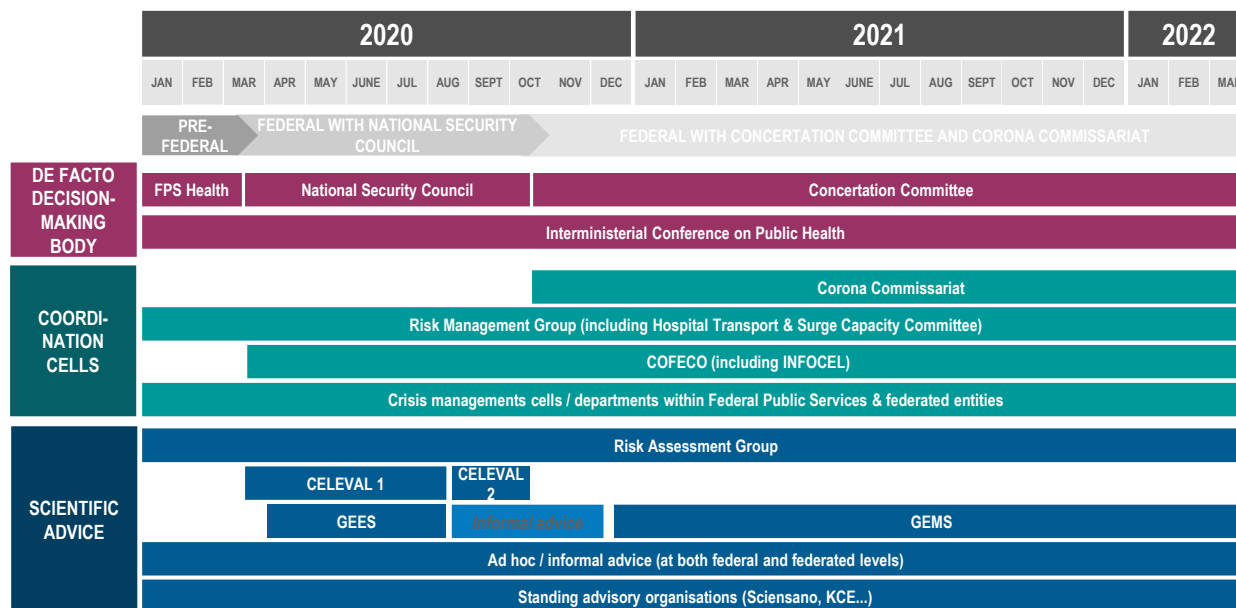 2020 2021 2022
JAN FEB MAR APR MAY JUNE JUL AUG SEPT OCT NOV DEC JAN FEB MAR APR MAY JUNE JUL AUG SEPT OCT NOV DEC JAN FEB MAR
PRE-
FEDERAL
FEDERAL WITH NATIONAL SECURITY
COUNCIL
FEDERAL WITH CONCERTATION COMMITTEE AND CORONA COMMISSARIAT
DE FACTO
DECISION-
MAKING
BODY
FPS Health National Security Council Concertation Committee
Interministerial Conference on Public Health
COORDI-
NATION
CELLS
Corona Commissariat
Risk Management Group (including Hospital Transport & Surge Capacity Committee)
COFECO (including INFOCEL)
Crisis managements cells / departments within Federal Public Services & federated entities
SCIENTIFIC
ADVICE
Risk Assessment Group
CELEVAL 1
CELEVAL
2
GEES Informal advice GEMS
Ad hoc / informal advice (at both federal and federated levels)
Standing advisory organisations (Sciensano, KCE...)